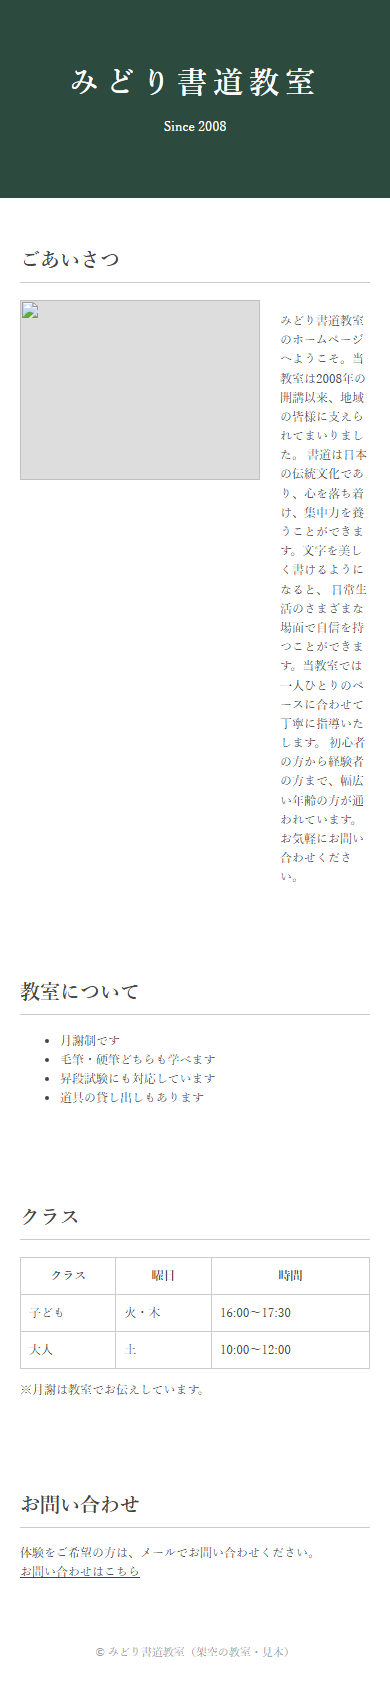 みどり書道教室
Since 2008
ごあいさつ
みどり書道教室
のホームページ
へようこそ。当
教室は2008年の
開講以来、地域
の皆様に支えら
れてまいりまし
た。 書道は日本
の伝統文化であ
り、心を落ち着
け、集中力を養
うことができま
す。文字を美し
く書けるように
なると、 日常生
活のさまざまな
場面で自信を持
つことができま
す。当教室では
一人ひとりのペ
ースに合わせて
丁寧に指導いた
します。 初心者
の方から経験者
の方まで、幅広
い年齢の方が通
われています。
お気軽にお問い
合わせくださ
い。
教室について
月謝制です
毛筆・硬筆どちらも学べます
昇段試験にも対応しています
道具の貸し出しもあります
クラス
クラス 曜日 時間
子ども 火・木 16:00〜17:30
大人 土 10:00〜12:00
※月謝は教室でお伝えしています。
お問い合わせ
体験をご希望の方は、メールでお問い合わせください。
お問い合わせはこちら
© みどり書道教室（架空の教室・見本）